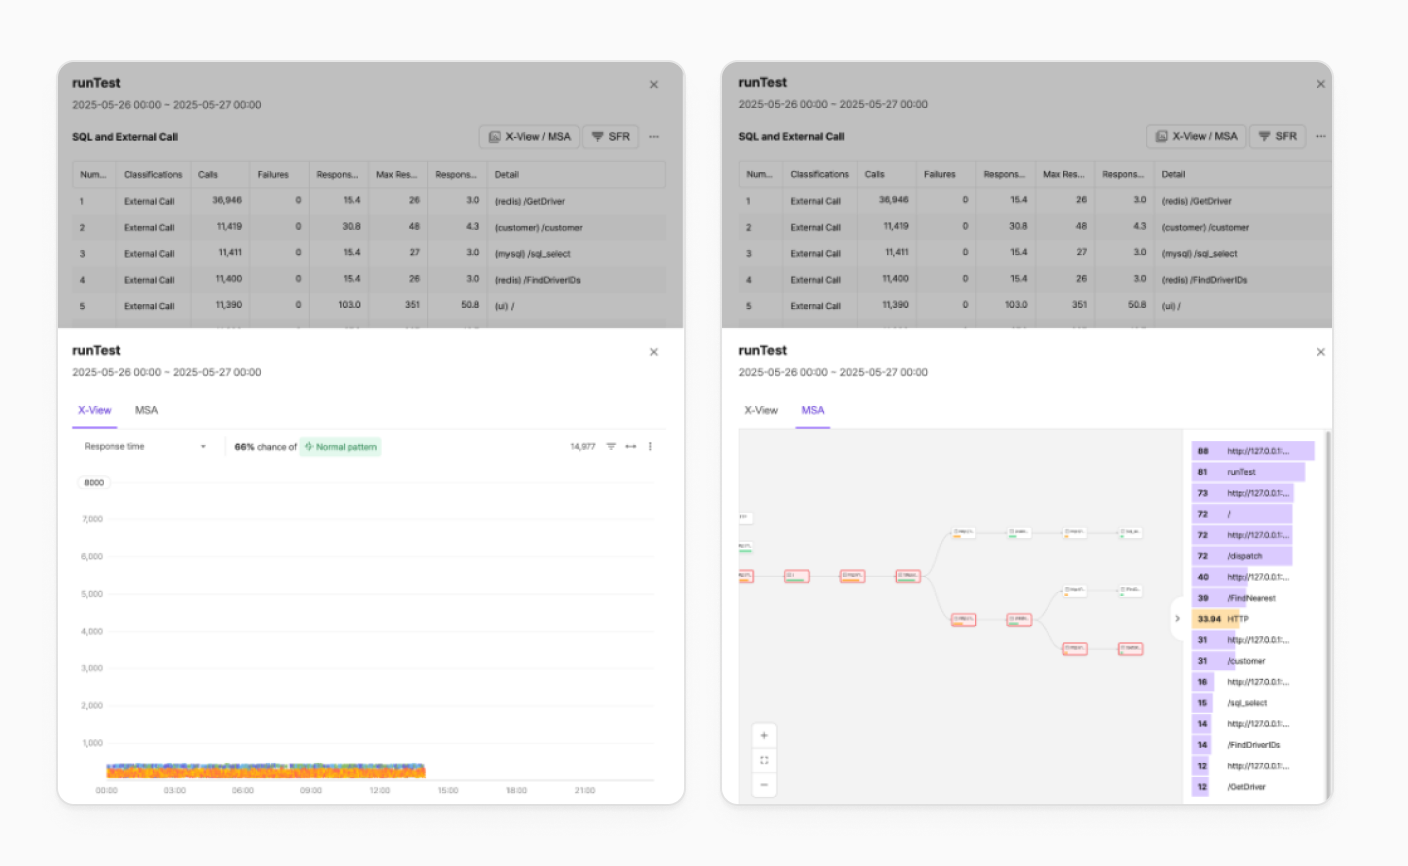 runTest
2025-05-26 00:00 ~ 2025-05-27 00:00
SQL and External Call
X-View / MSA
SFR
Num... Classifications Calls Failures Respons... Max Res... Respons... Detail
1 External Call 36,946 0 15.4 26 3.0 (redis) /GetDriver
2 External Call 11,419 0 30.8 48 4.3 (customer) /customer
3 External Call 11,411 0 15.4 27 3.0 (mysql) /sql_select
4 External Call 11,400 0 15.4 26 3.0 (redis) /FindDriverIDs
5 External Call 11,390 0 103.0 351 50.8 (ui) /
runTest
2025-05-26 00:00 ~ 2025-05-27 00:00
X-View MSA
Response time 66% chance of Normal pattern 14,977
8000
7,000
6,000
5,000
4,000
3,000
2,000
1,000
00:00 03:00 06:00 09:00 12:00 15:00 18:00 21:00
runTest
2025-05-26 00:00 ~ 2025-05-27 00:00
SQL and External Call
X-View / MSA
SFR
Num... Classifications Calls Failures Respons... Max Res... Respons... Detail
1 External Call 36,946 0 15.4 26 3.0 (redis) /GetDriver
2 External Call 11,419 0 30.8 48 4.3 (customer) /customer
3 External Call 11,411 0 15.4 27 3.0 (mysql) /sql_select
4 External Call 11,400 0 15.4 26 3.0 (redis) /FindDriverIDs
5 External Call 11,390 0 103.0 351 50.8 (ui) /
runTest
2025-05-26 00:00 ~ 2025-05-27 00:00
X-View MSA
88 http://127.0.0.1:...
81 runTest
73 http://127.0.0.1:...
72 /
72 http://127.0.0.1:...
72 /dispatch
40 http://127.0.0.1:...
39 /FindNearest
33.94 HTTP
31 http://127.0.0.1:...
31 /customer
16 http://127.0.0.1:...
15 /sql_select
14 http://127.0.0.1:...
14 /FindDriverIDs
12 http://127.0.0.1:...
12 /GetDriver